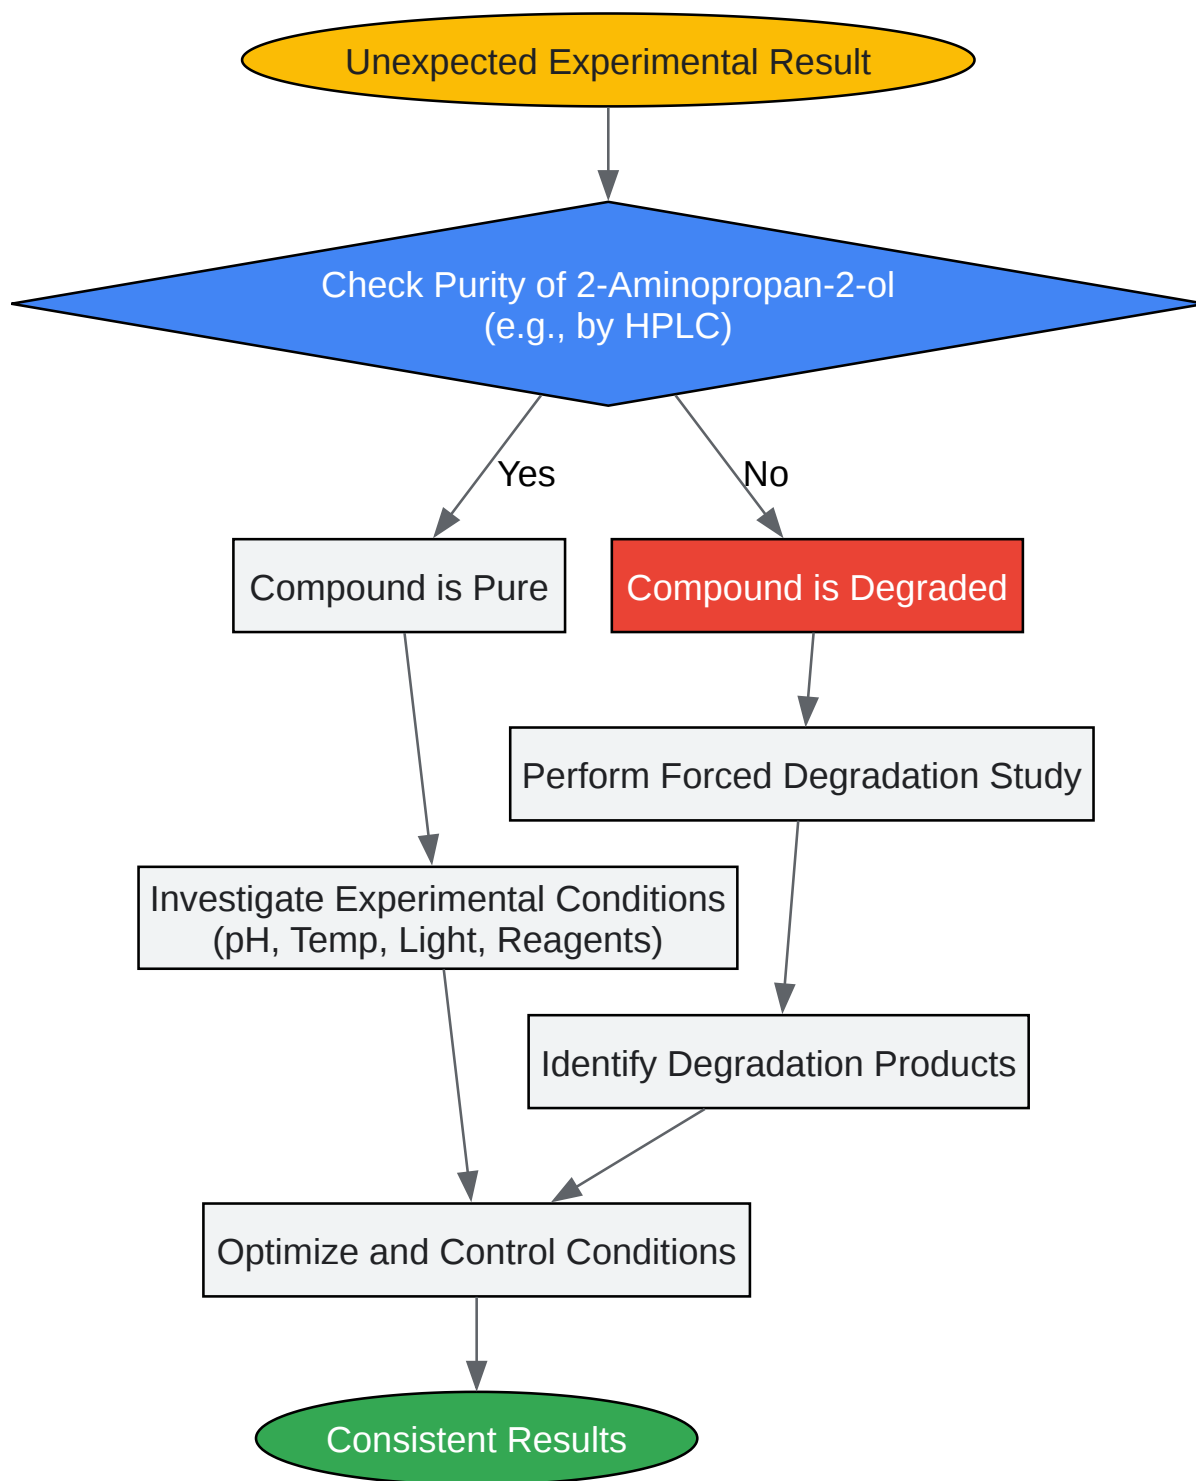 Unexpected Experimental Result
Check Purity of 2-Aminopropan-2-ol
(e.g., by HPLC)
Yes
No
Compound is Pure
Compound is Degraded
Perform Forced Degradation Study
Investigate Experimental Conditions
(pH, Temp, Light, Reagents)
Identify Degradation Products
Optimize and Control Conditions
Consistent Results